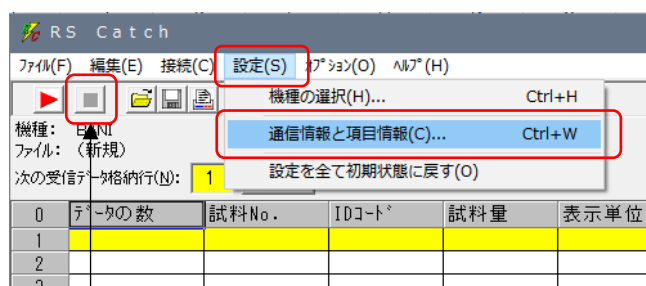 RS Catch
ﾌｧｲﾙ(F) 編集(E) 接続(C) 設定(S) ｵﾌﾟｼｮﾝ(O) ﾍﾙﾌﾟ(H)
機種の選択(H)... Ctrl+H
機種：
通信情報と項目情報(C)... Ctrl+W
ﾌｧｲﾙ： （新規）
設定を全て初期状態に戻す(O)
次の受信ﾃﾞｰﾀ格納行(N)： 1
0 ﾃﾞｰﾀの数 試料No. IDｺｰﾄﾞ 試料量 表示単位
1
2